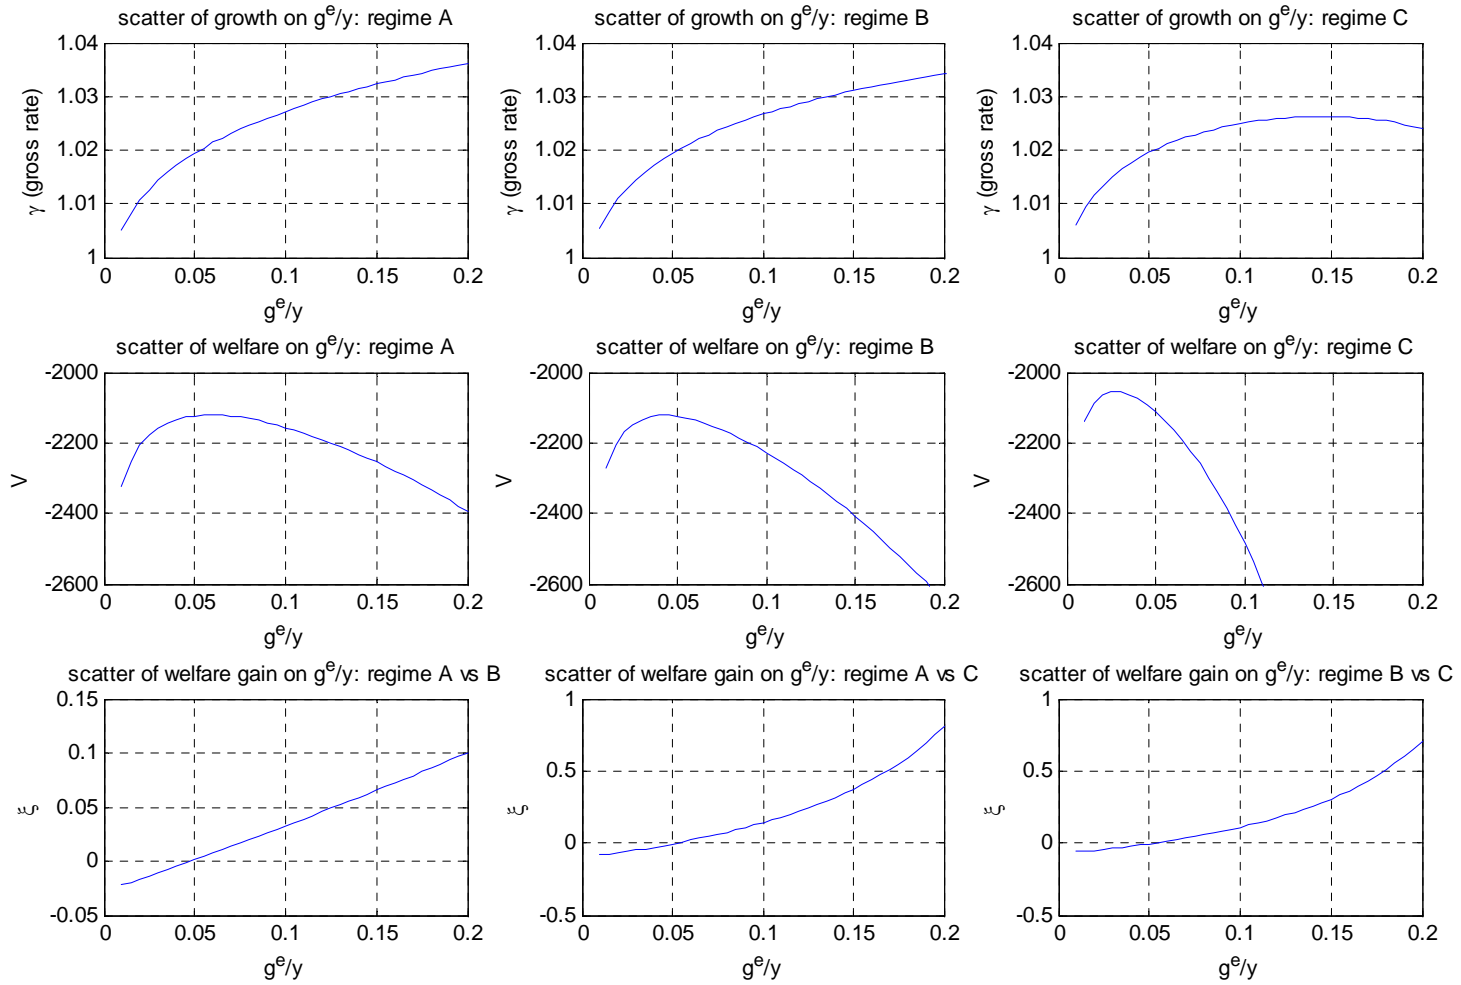 scatter of growth on gᵉ/y: regime A
scatter of growth on gᵉ/y: regime B
scatter of growth on gᵉ/y: regime C
1.04
1.03
1.02
1.01
1
γ (gross rate)
0 0.05 0.1 0.15 0.2
gᵉ/y
1.04
1.03
1.02
1.01
1
γ (gross rate)
0 0.05 0.1 0.15 0.2
gᵉ/y
1.04
1.03
1.02
1.01
1
γ (gross rate)
0 0.05 0.1 0.15 0.2
gᵉ/y
scatter of welfare on gᵉ/y: regime A
scatter of welfare on gᵉ/y: regime B
scatter of welfare on gᵉ/y: regime C
-2000
-2200
-2400
-2600
V
0 0.05 0.1 0.15 0.2
gᵉ/y
-2000
-2200
-2400
-2600
V
0 0.05 0.1 0.15 0.2
gᵉ/y
-2000
-2200
-2400
-2600
V
0 0.05 0.1 0.15 0.2
gᵉ/y
scatter of welfare gain on gᵉ/y: regime A vs B
scatter of welfare gain on gᵉ/y: regime A vs C
scatter of welfare gain on gᵉ/y: regime B vs C
0.15
0.1
0.05
0
-0.05
ξ
0 0.05 0.1 0.15 0.2
gᵉ/y
1
0.5
0
-0.5
ξ
0 0.05 0.1 0.15 0.2
gᵉ/y
1
0.5
0
-0.5
ξ
0 0.05 0.1 0.15 0.2
gᵉ/y